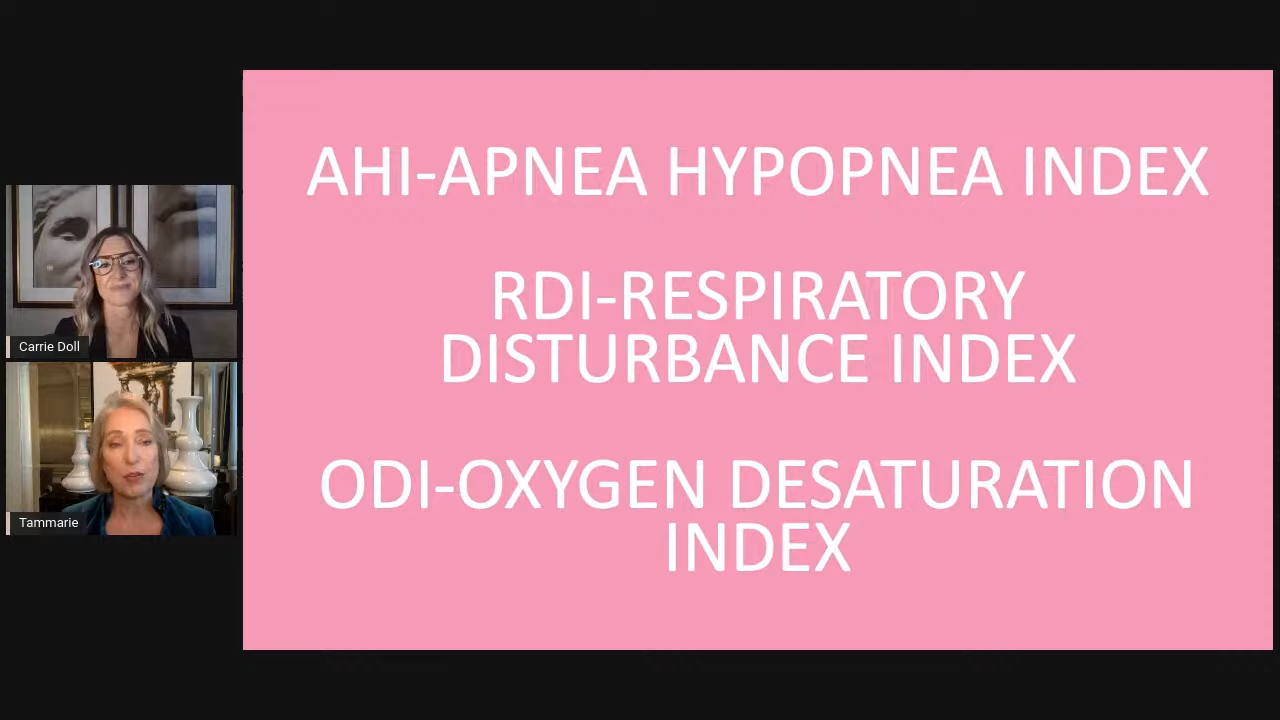 AHI-APNEA HYPOPNEA INDEX
RDI-RESPIRATORY
DISTURBANCE INDEX
ODI-OXYGEN DESATURATION
INDEX
Carrie Doll
Tammarie